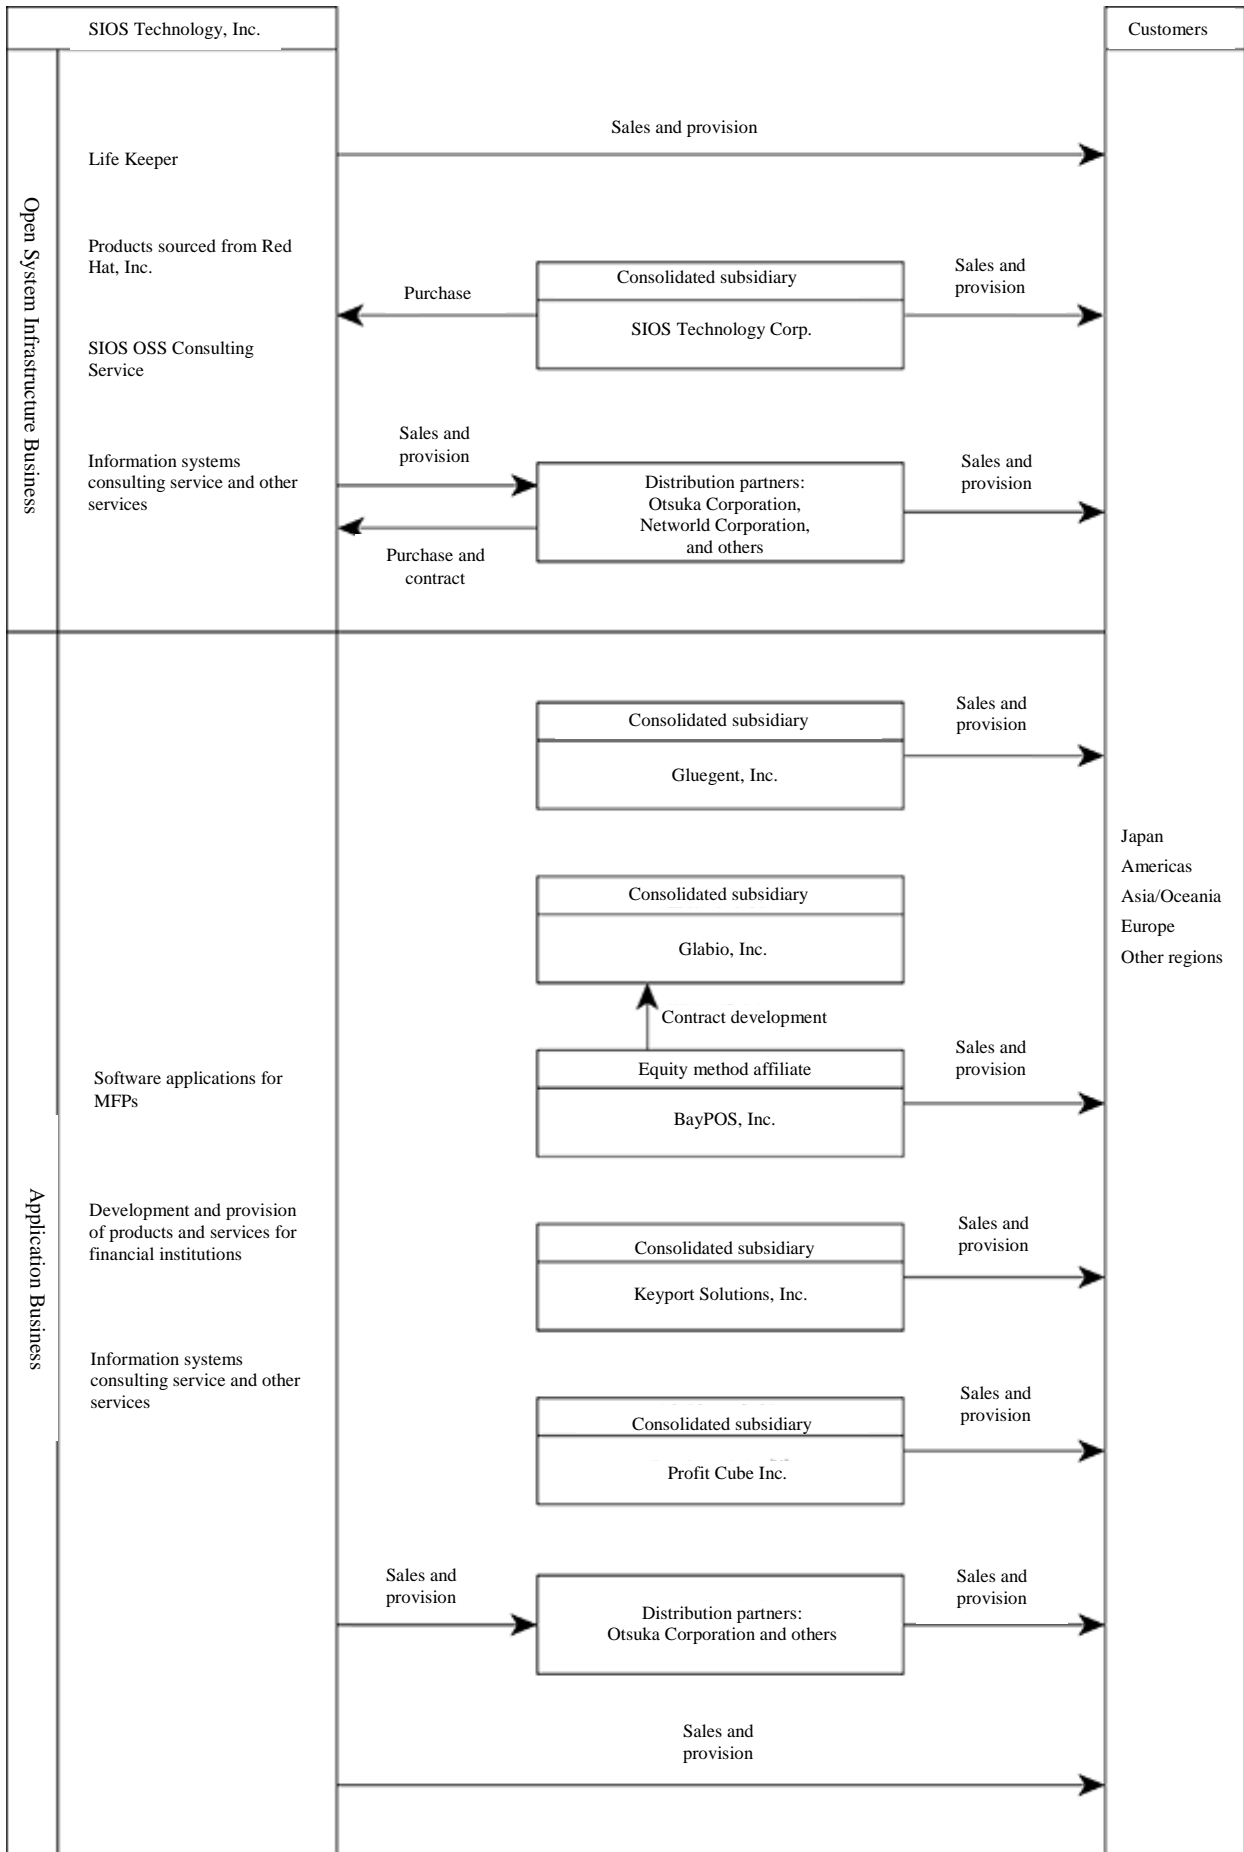 SIOS Technology, Inc.
Customers
Open System Infrastructure Business
Life Keeper
Products sourced from Red
Hat, Inc.
SIOS OSS Consulting
Service
Information systems
consulting service and other
services
Sales and provision
Purchase
Consolidated subsidiary
SIOS Technology Corp.
Sales and
provision
Sales and
provision
Purchase and
contract
Distribution partners:
Otsuka Corporation,
Networld Corporation,
and others
Sales and
provision
Application Business
Software applications for
MFPs
Development and provision
of products and services for
financial institutions
Information systems
consulting service and other
services
Consolidated subsidiary
Gluegent, Inc.
Sales and
provision
Consolidated subsidiary
Glabio, Inc.
Contract development
Equity method affiliate
BayPOS, Inc.
Sales and
provision
Consolidated subsidiary
Keyport Solutions, Inc.
Sales and
provision
Consolidated subsidiary
Profit Cube Inc.
Sales and
provision
Sales and
provision
Distribution partners:
Otsuka Corporation and others
Sales and
provision
Sales and
provision
Japan
Americas
Asia/Oceania
Europe
Other regions